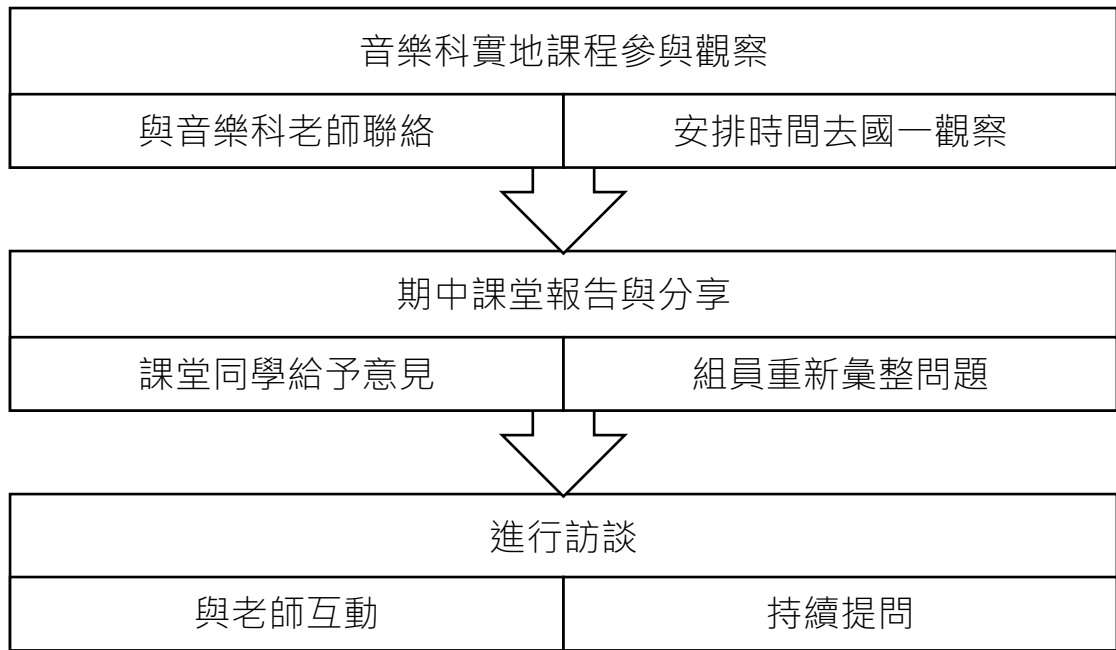 音樂科實地課程參與觀察
與音樂科老師聯絡
安排時間去國一觀察
期中課堂報告與分享
課堂同學給予意見
組員重新彙整問題
進行訪談
與老師互動
持續提問